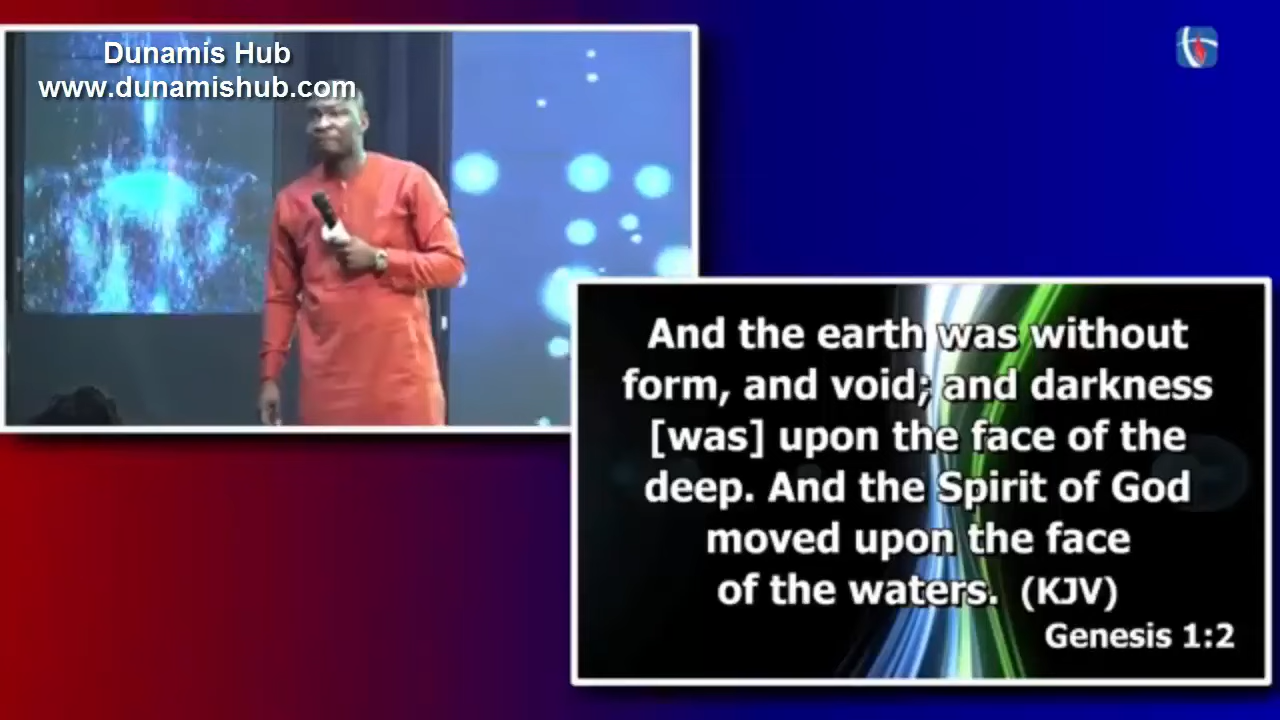 Dunamis Hub
www.dunamishub.com
And the earth was without
form, and void; and darkness
[was] upon the face of the
deep. And the Spirit of God
moved upon the face
of the waters. (KJV)
Genesis 1:2